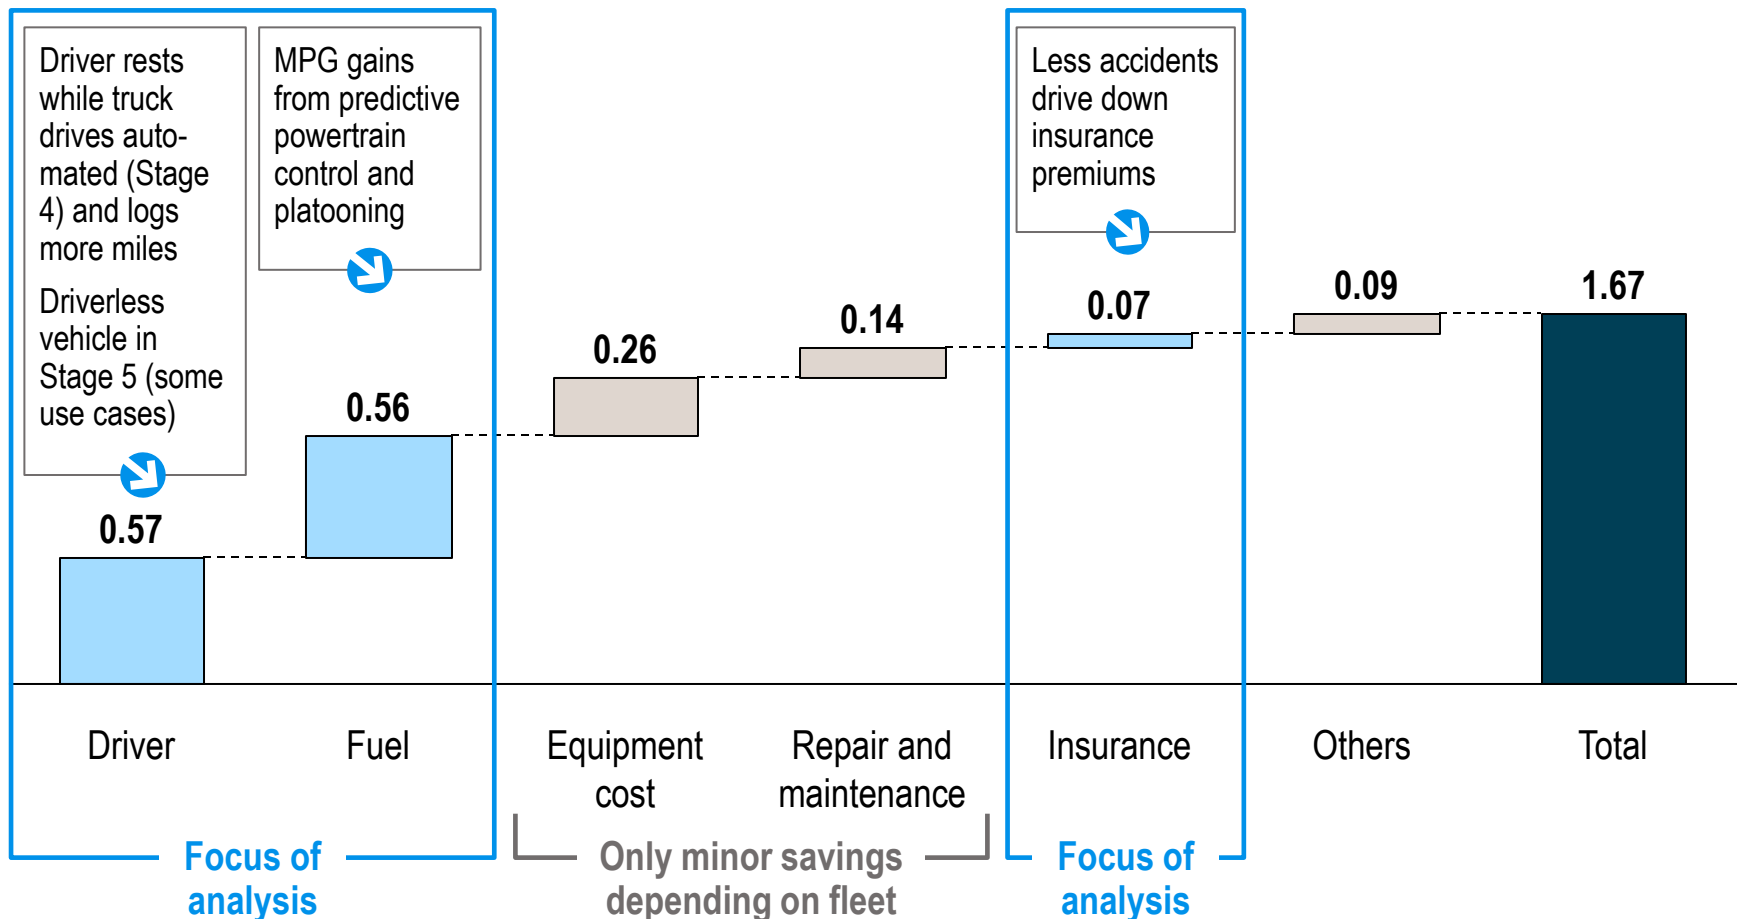 Driver rests
while truck
drives auto-
mated (Stage
4) and logs
more miles
Driverless
vehicle in
Stage 5 (some
use cases)
MPG gains
from predictive
powertrain
control and
platooning
Less accidents
drive down
insurance
premiums
0.57
0.56
0.26
0.14
0.07
0.09
1.67
Driver
Fuel
Equipment
cost
Repair and
maintenance
Insurance
Others
Total
Focus of
analysis
Only minor savings
depending on fleet
Focus of
analysis